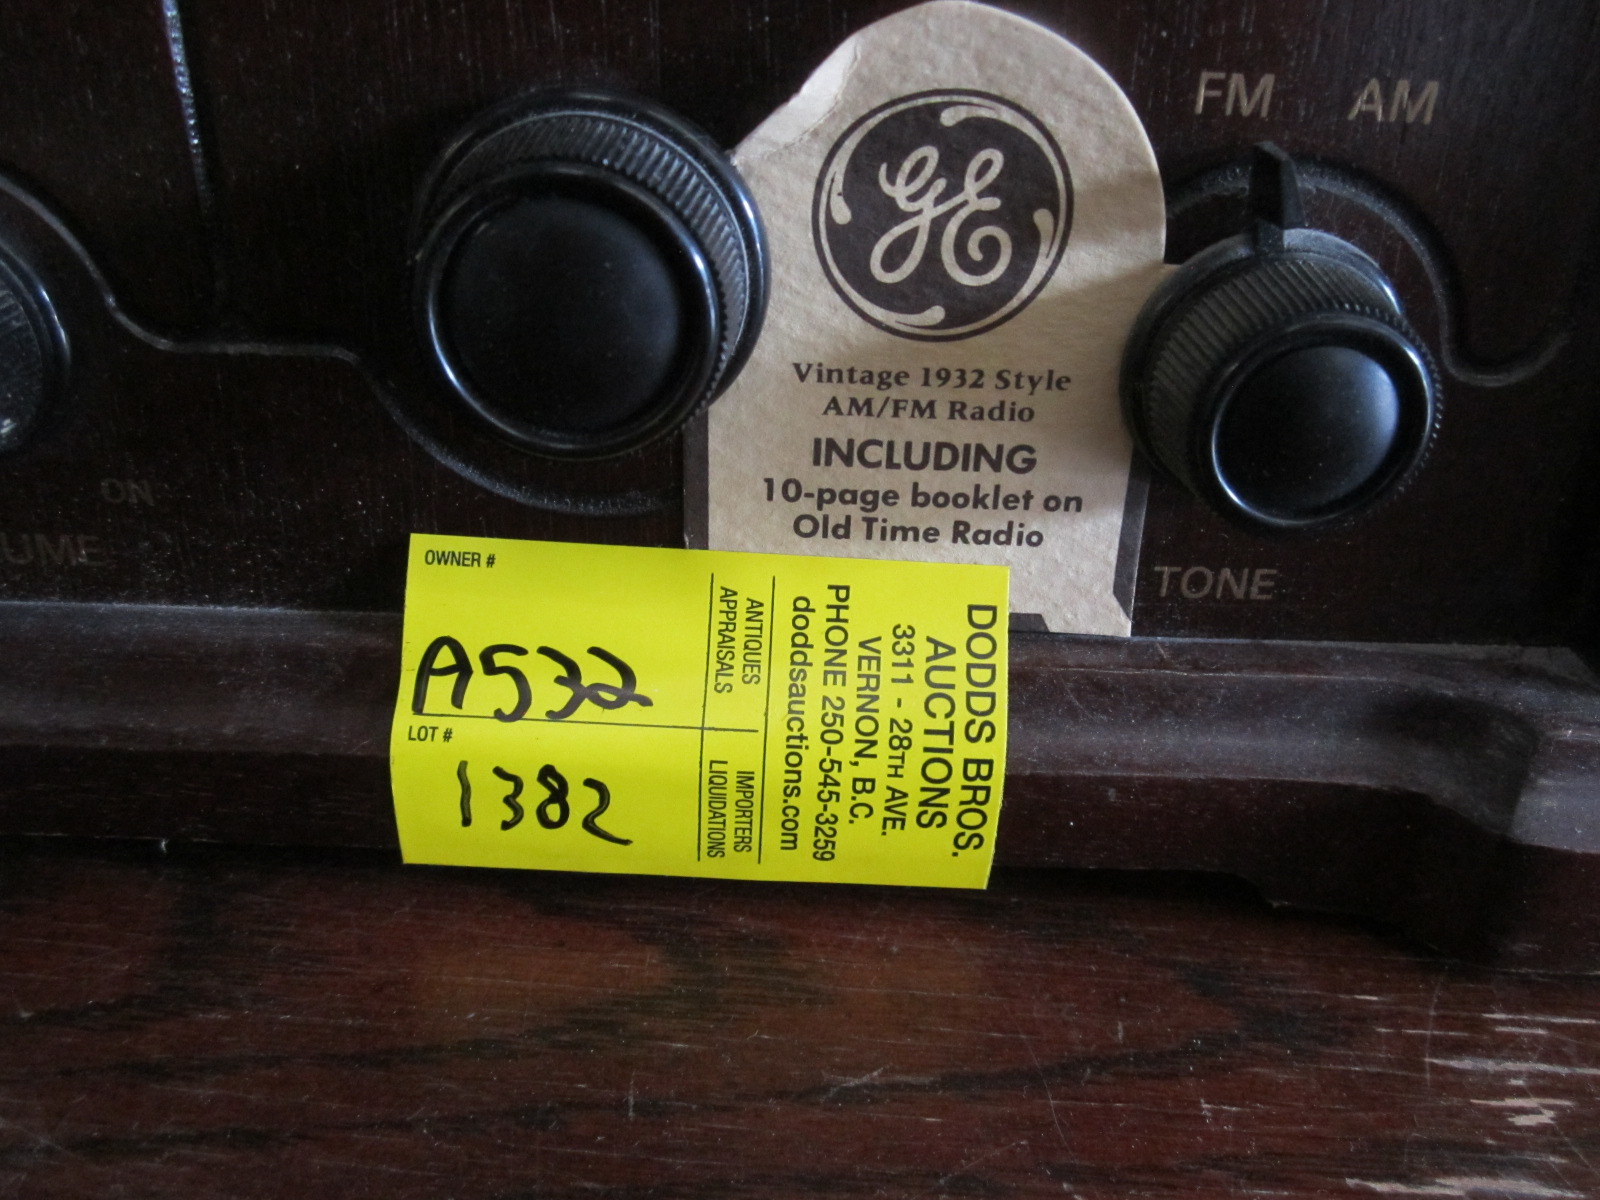 FM AM
GE
Vintage 1932 Style
AM/FM Radio
INCLUDING
10-page booklet on
Old Time Radio
ON
UME
TONE
OWNER #
A532
LOT #
1382
ANTIQUES
APPRAISALS
IMPORTERS
LIQUIDATIONS
DODDS BROS.
AUCTIONS
3311 - 28TH AVE.
VERNON, B.C.
PHONE 250-545-3259
doddsauctions.com